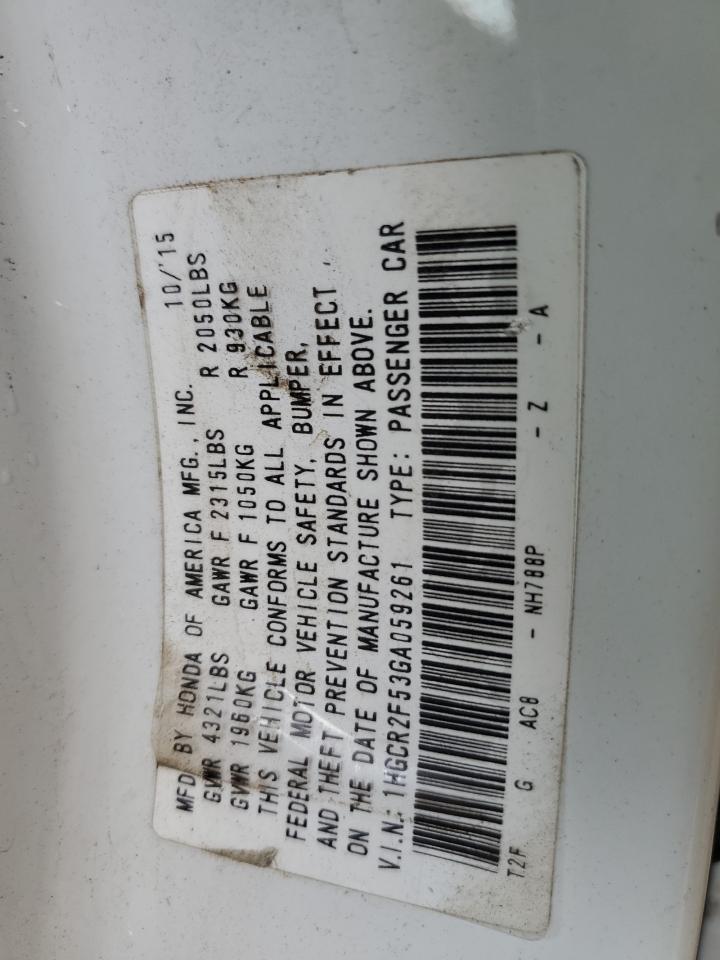 MFD BY HONDA OF AMERICA MFG., INC. 10/'15
GVWR 4321LBS GAWR F 2315LBS R 2050LBS
GVWR 1960KG GAWR F 1050KG R 930KG
THIS VEHICLE CONFORMS TO ALL APPLICABLE
FEDERAL MOTOR VEHICLE SAFETY, BUMPER,
AND THEFT PREVENTION STANDARDS IN EFFECT
ON THE DATE OF MANUFACTURE SHOWN ABOVE.
V.I.N.: 1HGCR2F53GA059261 TYPE: PASSENGER CAR
T2F G AC8 - NH788P - Z - A